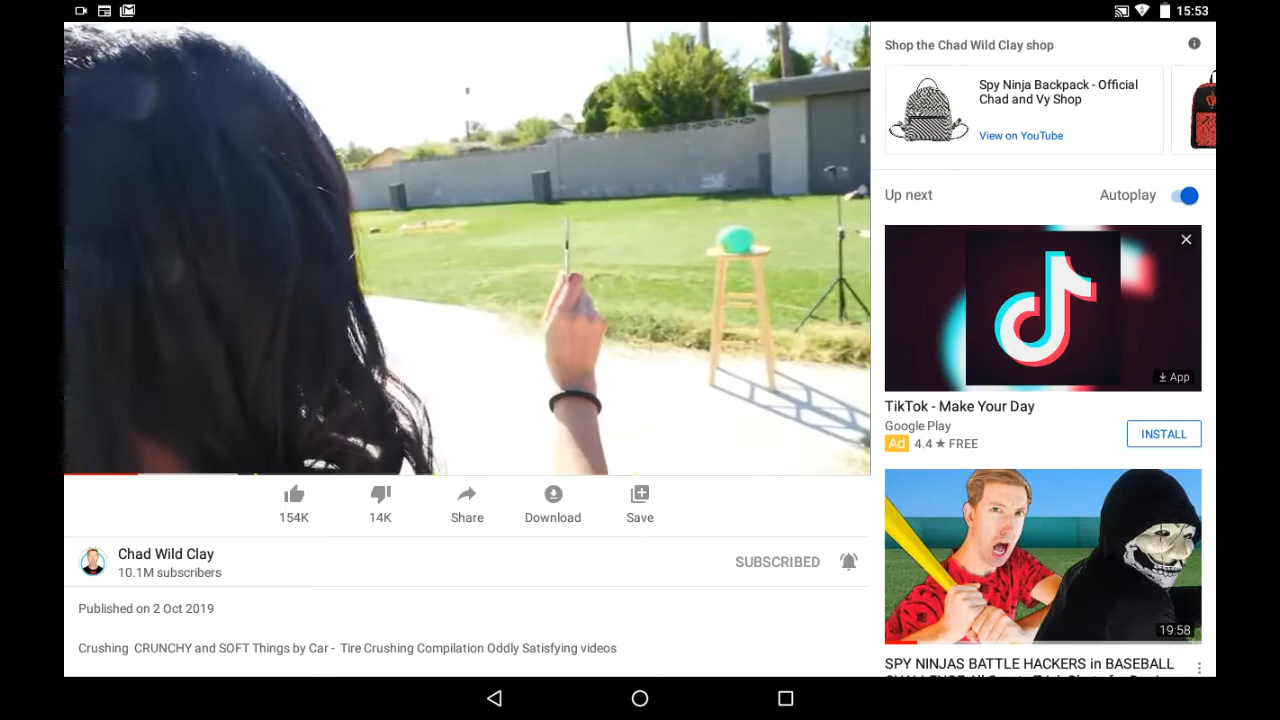 15:53
Shop the Chad Wild Clay shop
Spy Ninja Backpack - Official
Chad and Vy Shop
View on YouTube
Up next
Autoplay
App
TikTok - Make Your Day
Google Play
Ad 4.4 ★ FREE
INSTALL
154K
14K
Share
Download
Save
Chad Wild Clay
10.1M subscribers
SUBSCRIBED
Published on 2 Oct 2019
Crushing CRUNCHY and SOFT Things by Car - Tire Crushing Compilation Oddly Satisfying videos
19:58
SPY NINJAS BATTLE HACKERS in BASEBALL